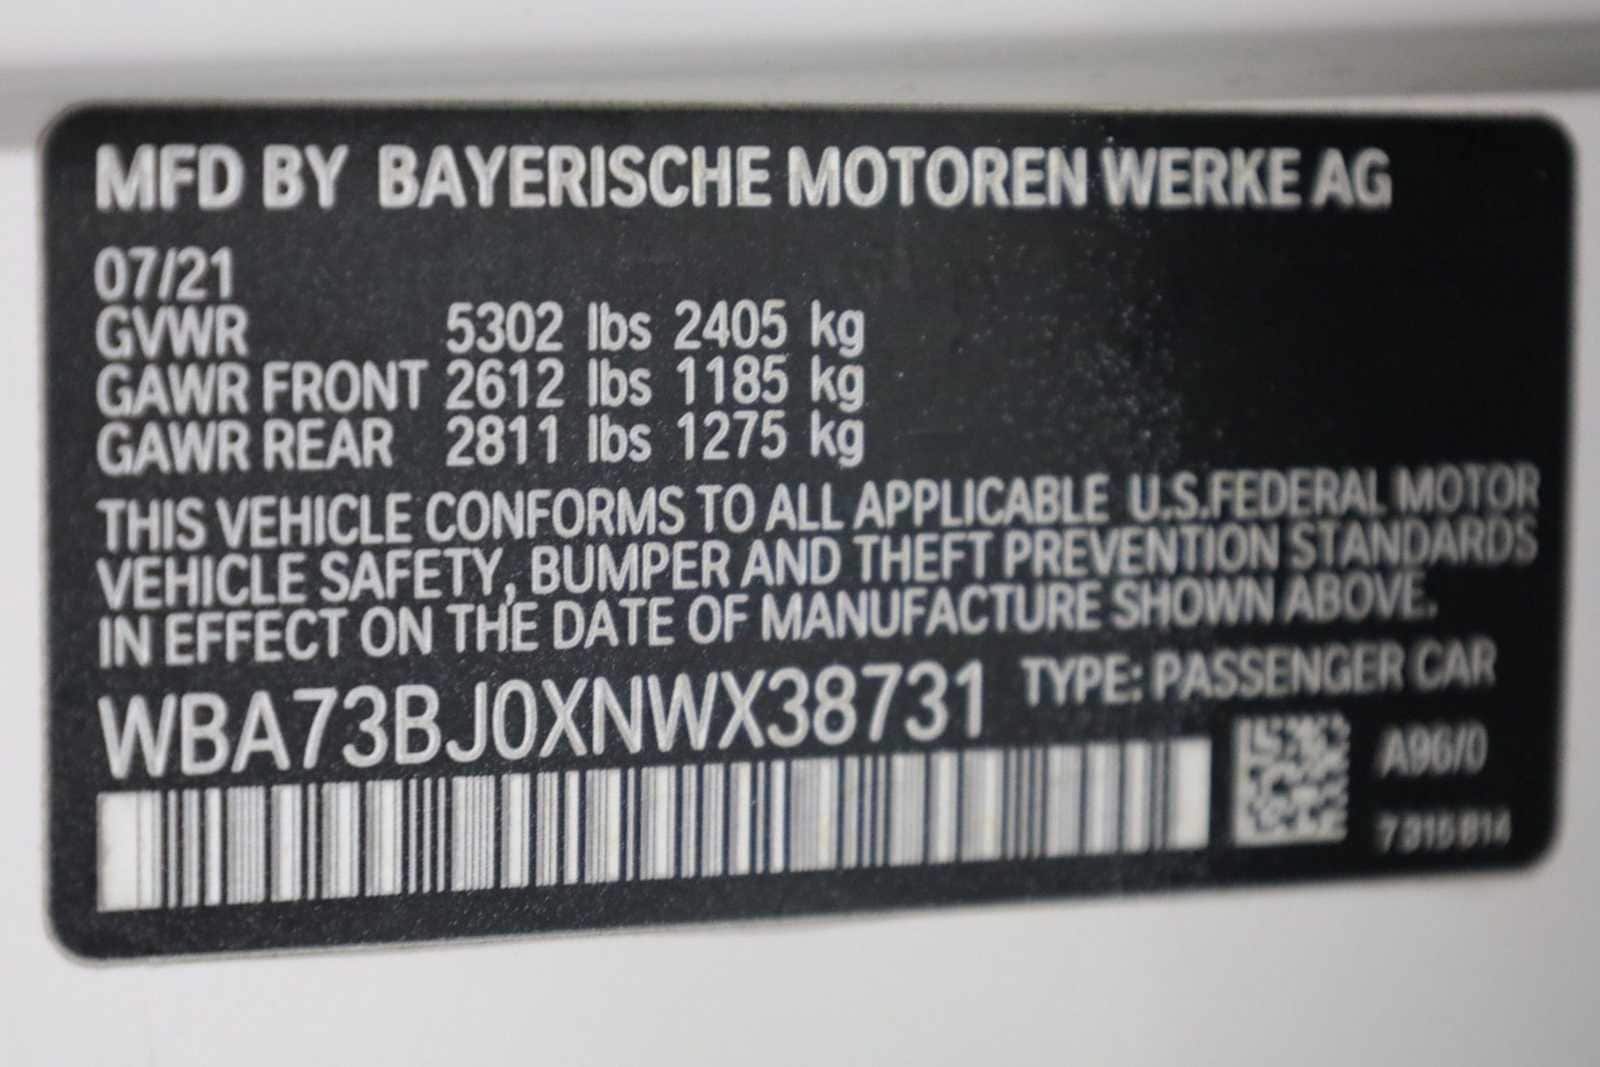 MFD BY BAYERISCHE MOTOREN WERKE AG
07/21
GVWR 5302 lbs 2405 kg
GAWR FRONT 2612 lbs 1185 kg
GAWR REAR 2811 lbs 1275 kg
THIS VEHICLE CONFORMS TO ALL APPLICABLE U.S.FEDERAL MOTOR
VEHICLE SAFETY, BUMPER AND THEFT PREVENTION STANDARDS
IN EFFECT ON THE DATE OF MANUFACTURE SHOWN ABOVE.
WBA73BJ0XNWX38731 TYPE: PASSENGER CAR
A96/0